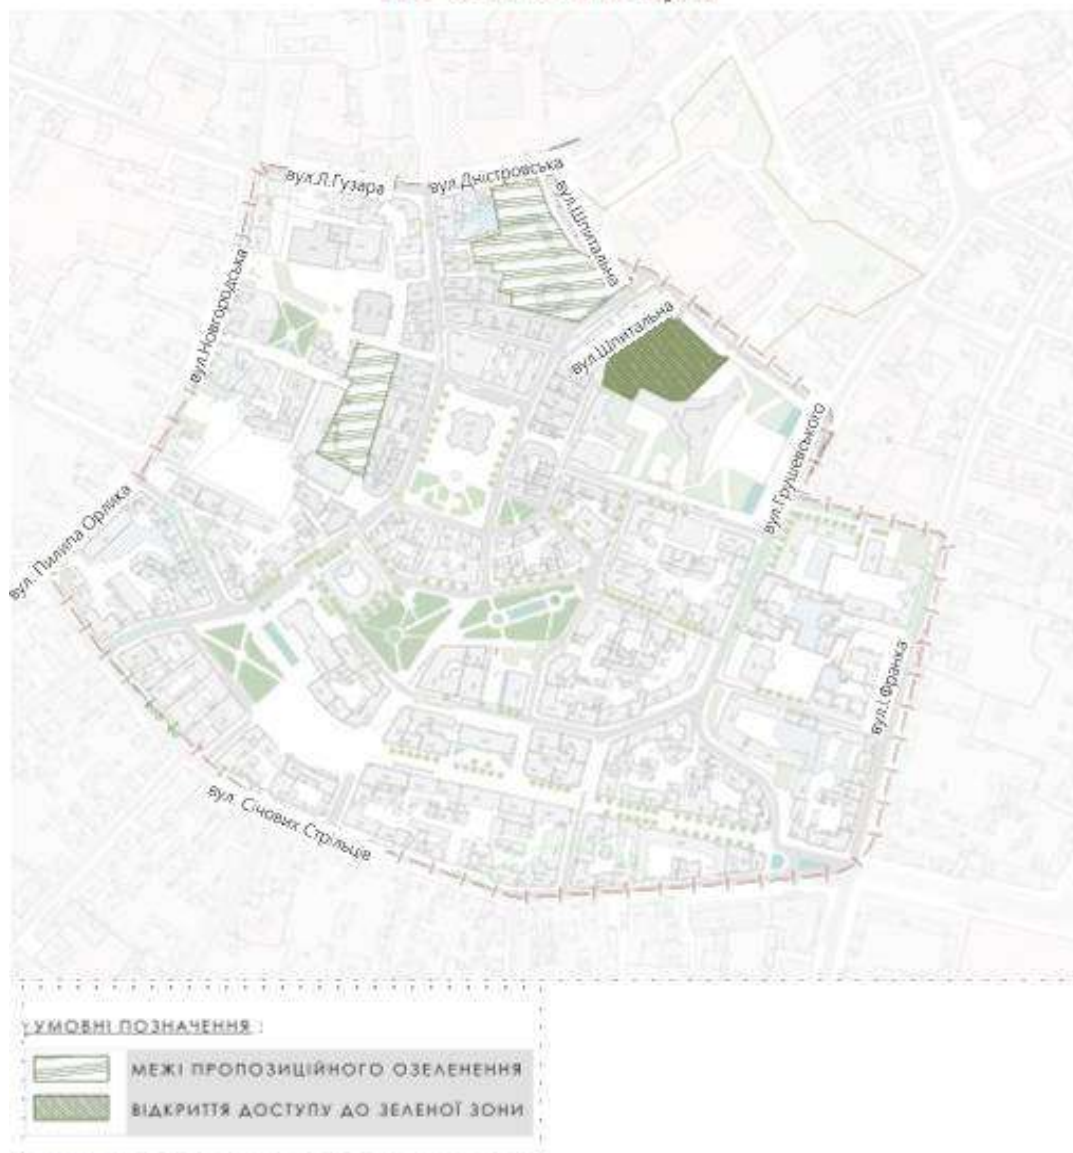 вул.Л.Гузара
вул.Дністровська
вул.Шпитальна
вул.Новгородська
вул.Шпитальна
вул.Грушевського
вул. Пилипа Орлика
вул.І.Франка
вул. Січових Стрільців
УМОВНІ ПОЗНАЧЕННЯ :
МЕЖІ ПРОПОЗИЦІЙНОГО ОЗЕЛЕНЕННЯ
ВІДКРИТТЯ ДОСТУПУ ДО ЗЕЛЕНОЇ ЗОНИ